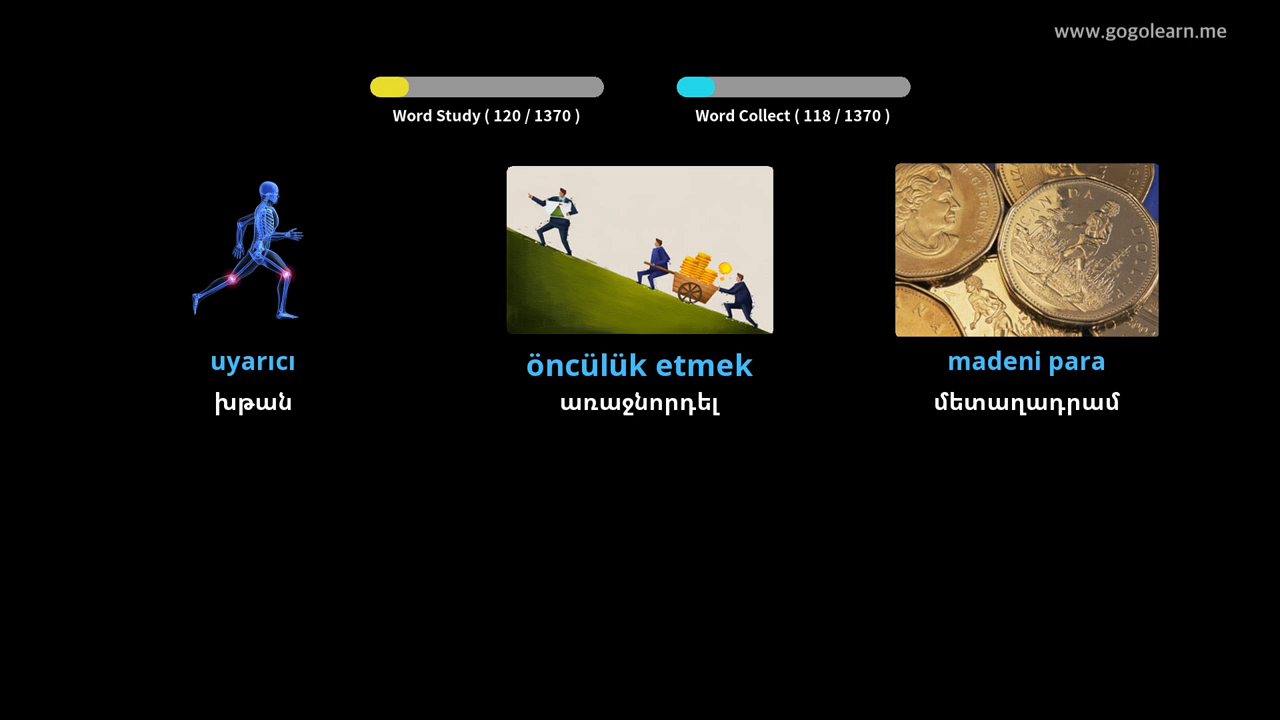 www.gogolearn.me
Word Study ( 120 / 1370 )
Word Collect ( 118 / 1370 )
uyarıcı
խթան
öncülük etmek
առաջնորդել
madeni para
մետաղադրամ
CANADA